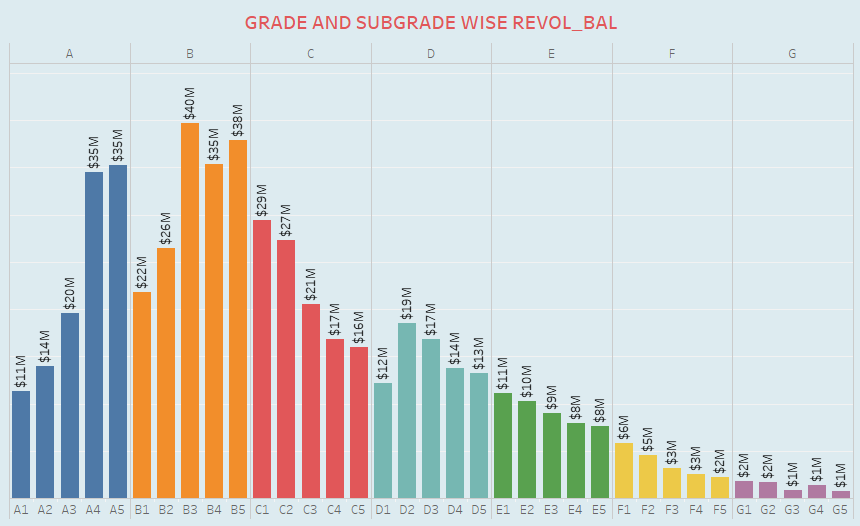 GRADE AND SUBGRADE WISE REVOL_BAL
A B C D E F G
$11M $14M $20M $35M $35M $22M $26M $40M $35M $38M $29M $27M $21M $17M $16M $12M $19M $17M $14M $13M $11M $10M $9M $8M $8M $6M $5M $3M $3M $2M $2M $2M $1M $1M $1M
A1 A2 A3 A4 A5 B1 B2 B3 B4 B5 C1 C2 C3 C4 C5 D1 D2 D3 D4 D5 E1 E2 E3 E4 E5 F1 F2 F3 F4 F5 G1 G2 G3 G4 G5